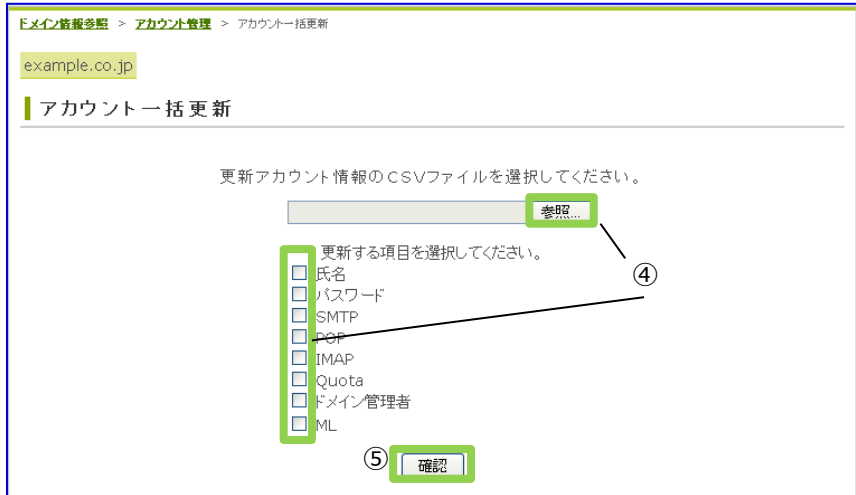 ドメイン情報参照 > アカウント管理 > アカウント一括更新
example.co.jp
アカウント一括更新
更新アカウント情報のCSVファイルを選択してください。
参照...
更新する項目を選択してください。
④
氏名
パスワード
SMTP
POP
IMAP
Quota
ドメイン管理者
ML
⑤ 確認